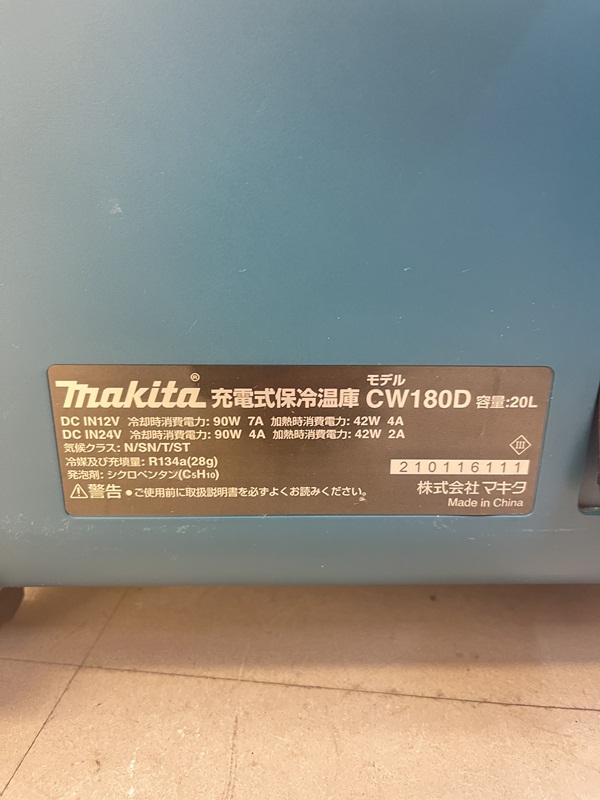 makita® 充電式保冷温庫 モデル CW180D 容量:20L
DC IN12V 冷却時消費電力: 90W 7A 加熱時消費電力: 42W 4A
DC IN24V 冷却時消費電力: 90W 4A 加熱時消費電力: 42W 2A
気候クラス: N/SN/T/ST
冷媒及び充填量: R134a(28g)
発泡剤: シクロペンタン(C₅H₁₀)
⚠警告 ●ご使用前に取扱説明書を必ずよくお読みください。
III
210116111
株式会社 マキタ
Made in China